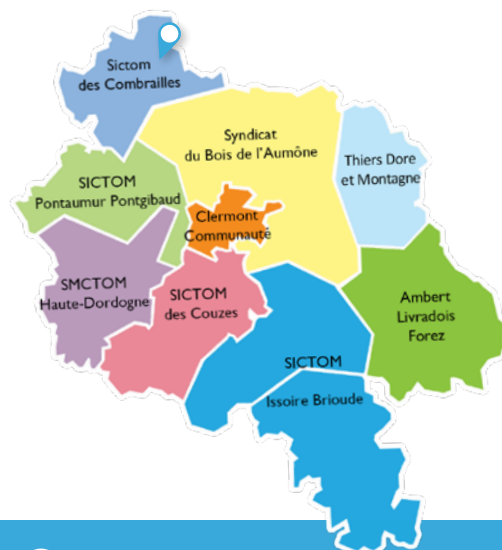 Sictom
des Combrailles
Syndicat
du Bois de l'Aumône
Thiers Dore
et Montagne
SICTOM
Pontaumur Pontgibaud
Clermont
Communauté
SMCTOM
Haute-Dordogne
SICTOM
des Couzes
Ambert
Livradois
Forez
SICTOM
Issoire Brioude